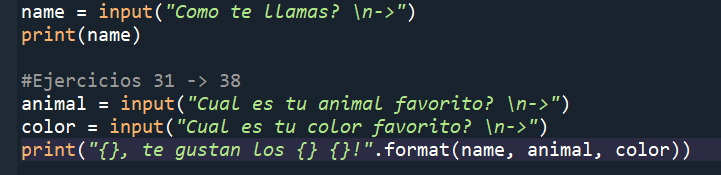 name = input("Como te llamas? \n->")
print(name)
#Ejercicios 31 -> 38
animal = input("Cual es tu animal favorito? \n->")
color = input("Cual es tu color favorito? \n->")
print("{}, te gustan los {} {}!".format(name, animal, color))